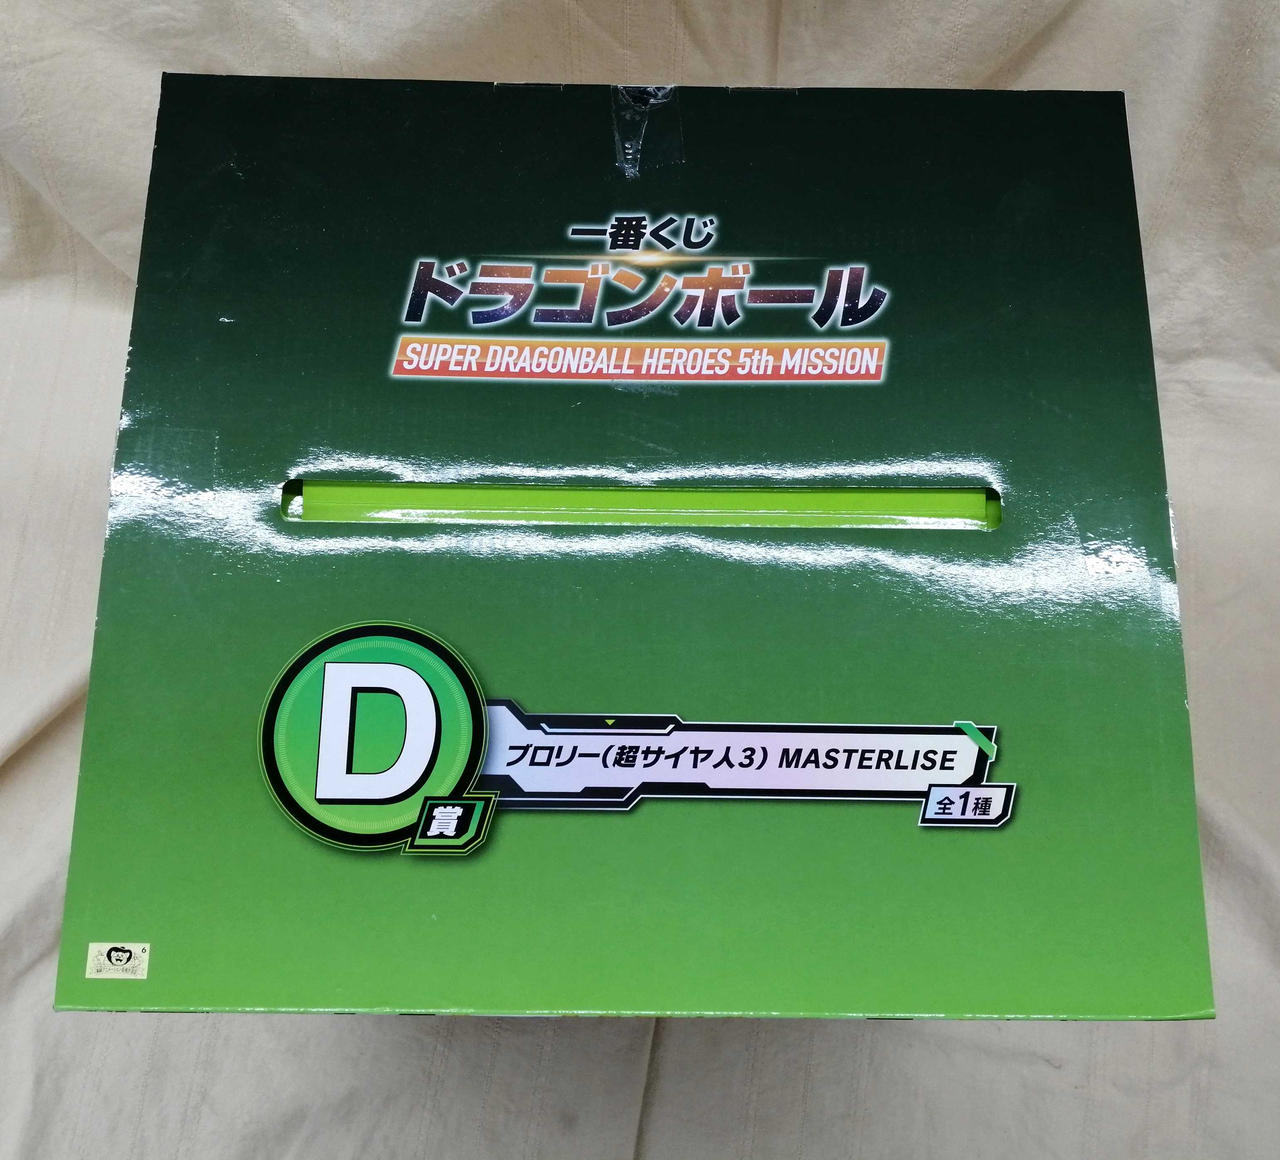 一番くじ
ドラゴンボール
SUPER DRAGONBALL HEROES 5th MISSION
D
賞
ブロリー(超サイヤ人3) MASTERLISE
全1種
6